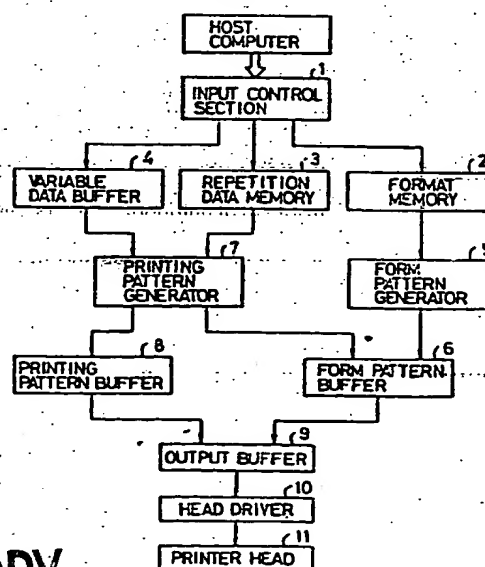 HOST
COMPUTER
1
INPUT CONTROL
SECTION
4
VARIABLE
DATA BUFFER
3
REPETITION
DATA MEMORY
2
FORMAT
MEMORY
7
PRINTING
PATTERN
GENERATOR
FORM
PATTERN
GENERATOR
8
PRINTING
PATTERN BUFFER
6
FORM PATTERN
BUFFER
9
OUTPUT BUFFER
10
HEAD DRIVER
11
PRINTER HEAD